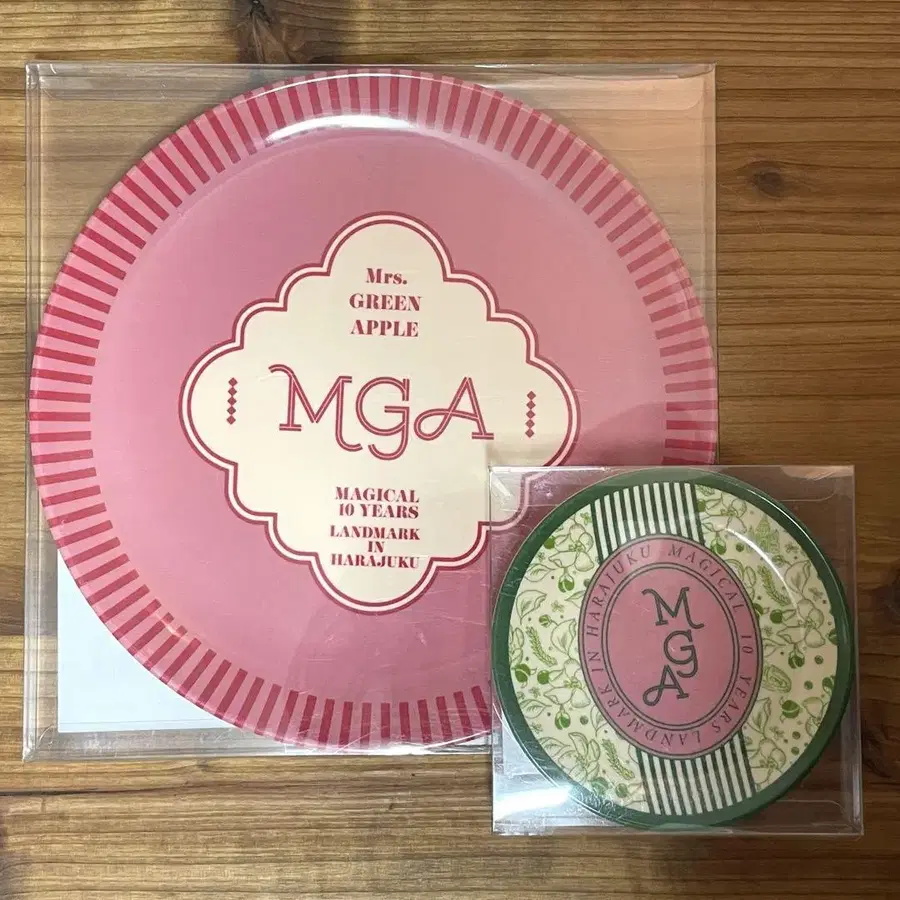 Mrs.
GREEN
APPLE
MGA
MAGICAL
10 YEARS
LANDMARK
IN
HARAJUKU
MAGICAL 10 YEARS LANDMARK IN HARAJUKU
M
G
A